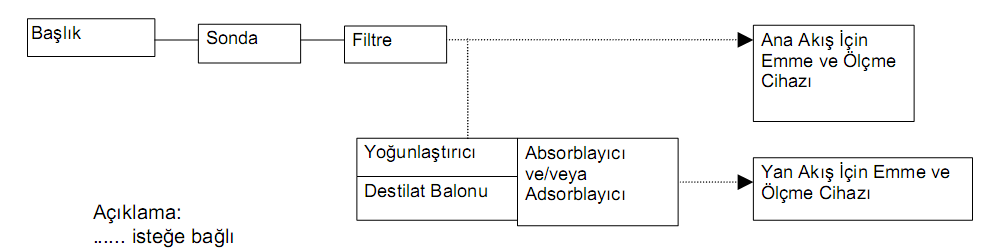 Başlık
Sonda
Filtre
Ana Akış İçin
Emme ve Ölçme
Cihazı
Yoğunlaştırıcı
Destilat Balonu
Absorblayıcı
ve/veya
Adsorblayıcı
Yan Akış İçin Emme ve
Ölçme Cihazı
Açıklama:
...... isteğe bağlı